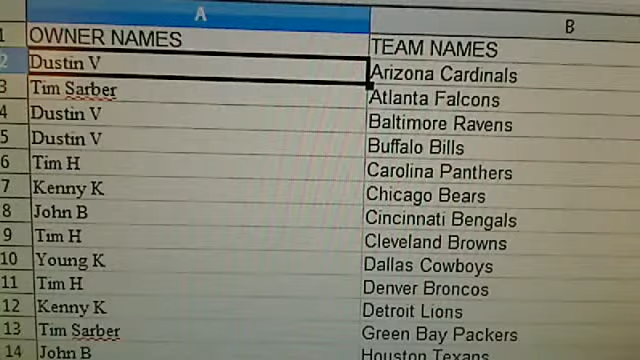 A B
1 OWNER NAMES TEAM NAMES
2 Dustin V Arizona Cardinals
3 Tim Sarber Atlanta Falcons
4 Dustin V Baltimore Ravens
5 Dustin V Buffalo Bills
6 Tim H Carolina Panthers
7 Kenny K Chicago Bears
8 John B Cincinnati Bengals
9 Tim H Cleveland Browns
10 Young K Dallas Cowboys
11 Tim H Denver Broncos
12 Kenny K Detroit Lions
13 Tim Sarber Green Bay Packers
14 John B Houston Texans